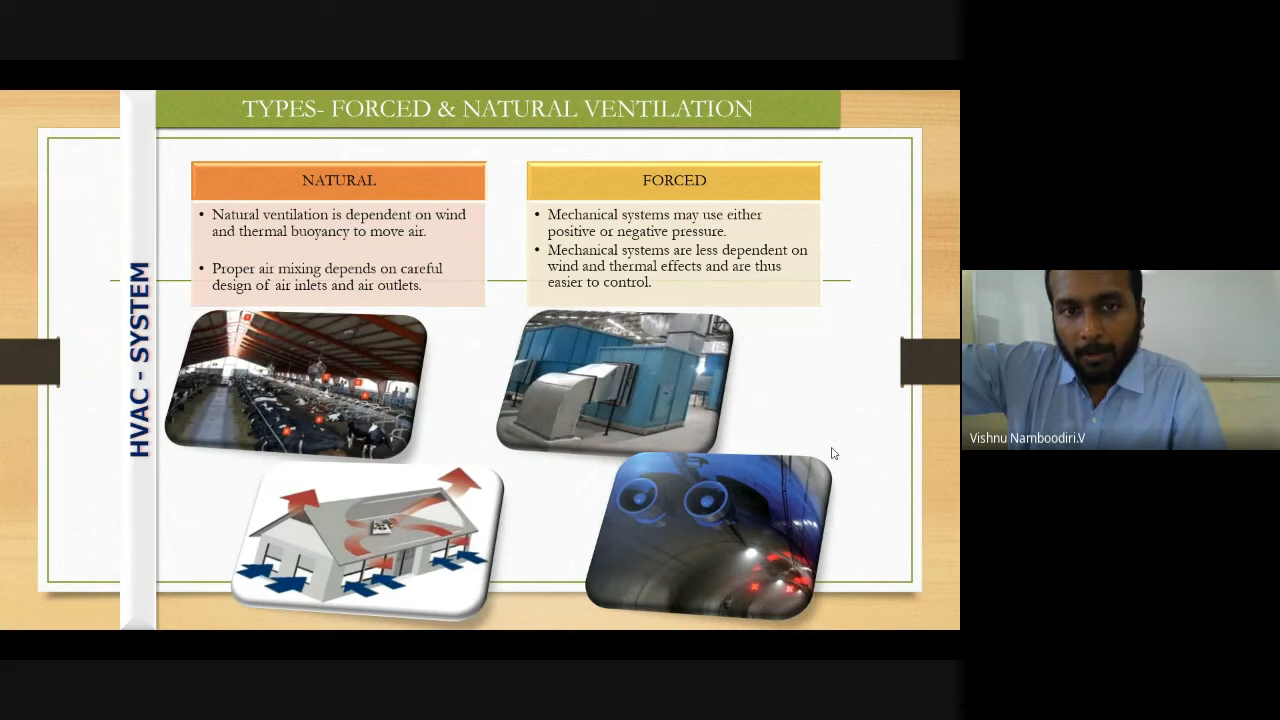 TYPES- FORCED & NATURAL VENTILATION
HVAC - SYSTEM
NATURAL
• Natural ventilation is dependent on wind
and thermal buoyancy to move air.
• Proper air mixing depends on careful
design of air inlets and air outlets.
FORCED
• Mechanical systems may use either
positive or negative pressure.
• Mechanical systems are less dependent on
wind and thermal effects and are thus
easier to control.
Vishnu Namboodiri.V